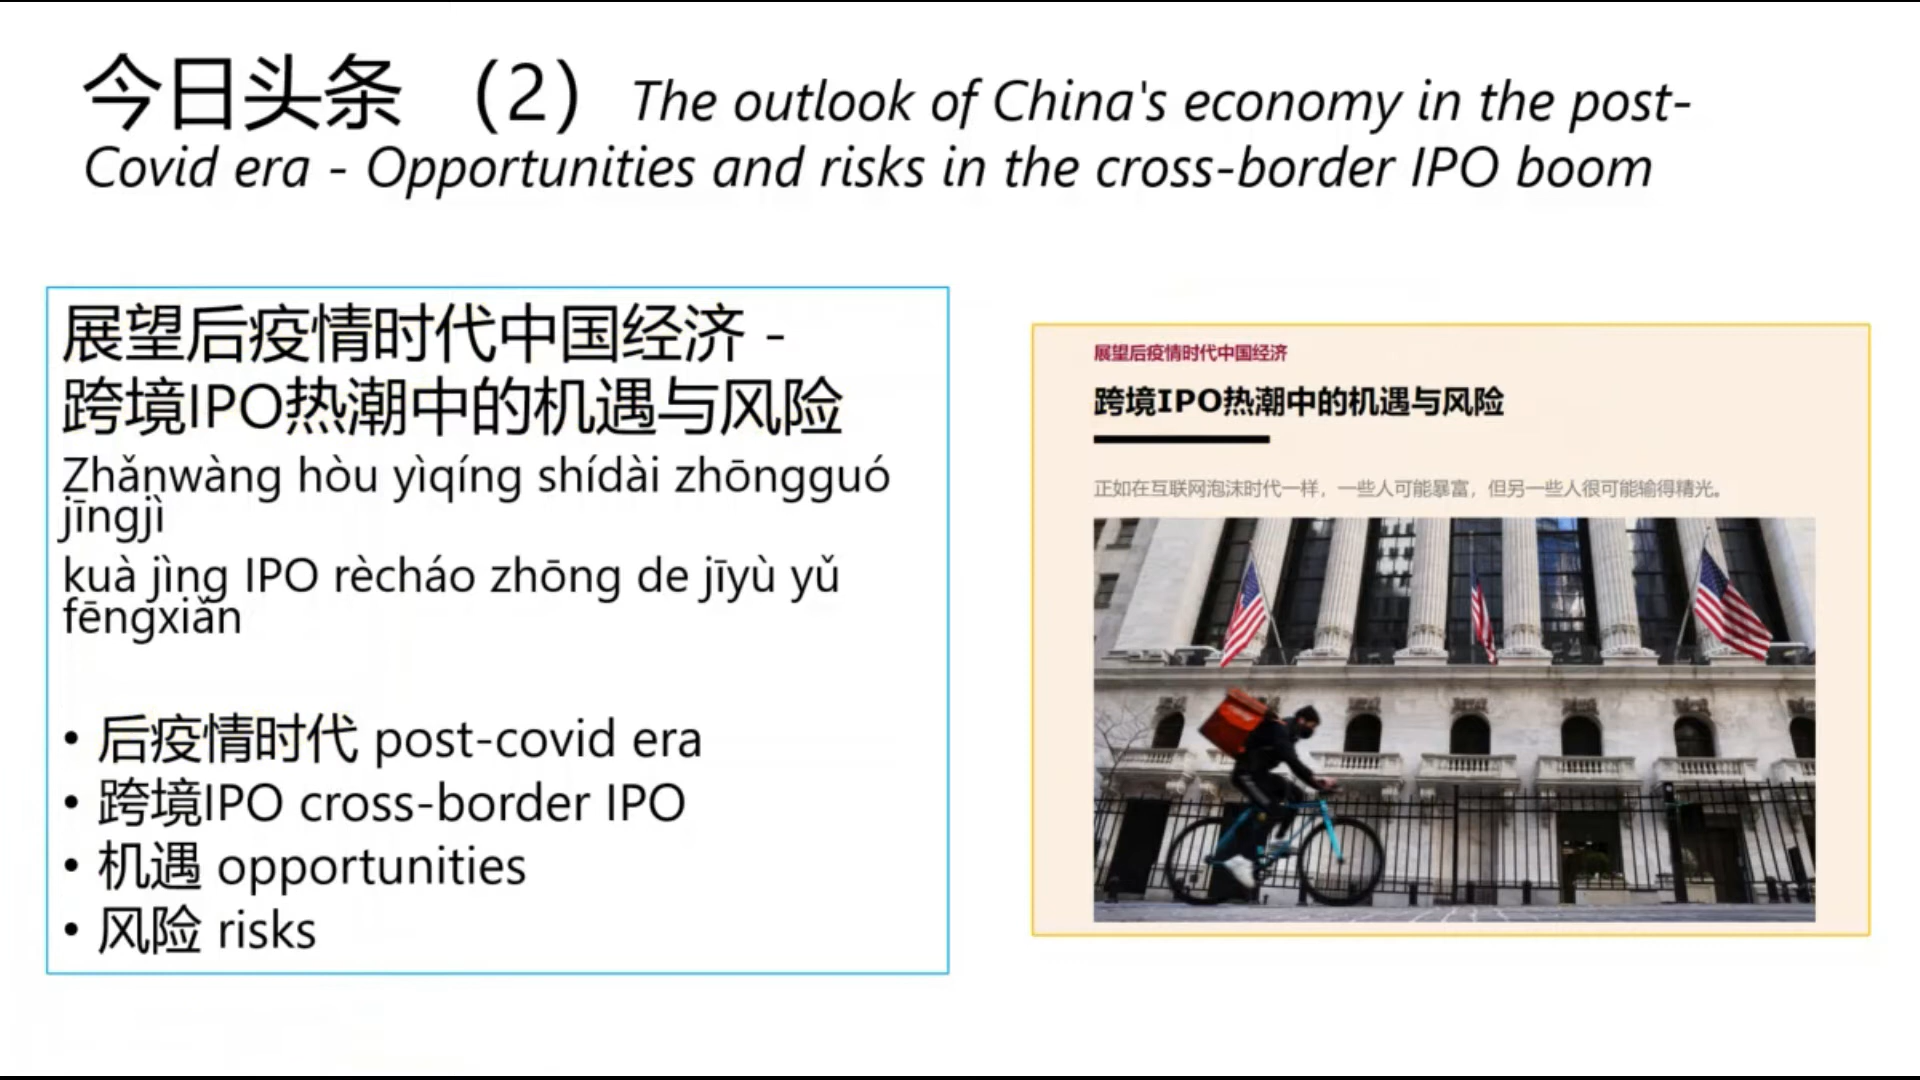 今日头条 （2） The outlook of China's economy in the post-
Covid era - Opportunities and risks in the cross-border IPO boom
展望后疫情时代中国经济 -
跨境IPO热潮中的机遇与风险
Zhǎnwàng hòu yìqíng shídài zhōngguó
jīngjì
kuà jìng IPO rècháo zhōng de jīyù yǔ
fēngxiǎn
• 后疫情时代 post-covid era
• 跨境IPO cross-border IPO
• 机遇 opportunities
• 风险 risks
展望后疫情时代中国经济
跨境IPO热潮中的机遇与风险
正如在互联网泡沫时代一样，一些人可能暴富，但另一些人很可能输得精光。